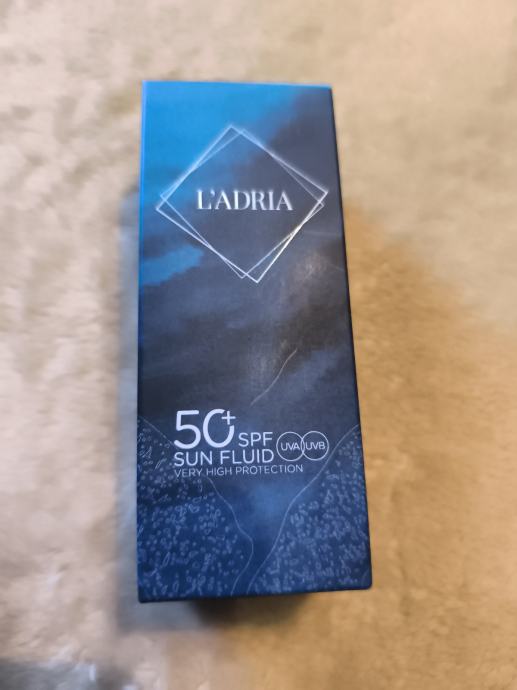 L'ADRIA
50+ SPF
SUN FLUID UVA UVB
VERY HIGH PROTECTION